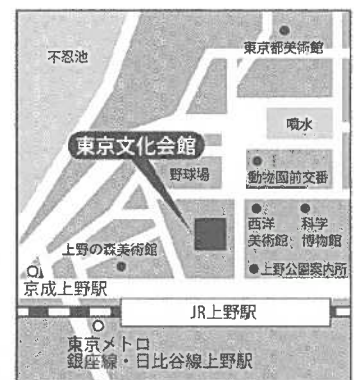 東京都美術館
不忍池
噴水
東京文化会館
野球場
動物園前交番
西洋
美術館
科学
博物館
上野の森美術館
上野公園案内所
京成上野駅
JR上野駅
東京メトロ
銀座線・日比谷線上野駅